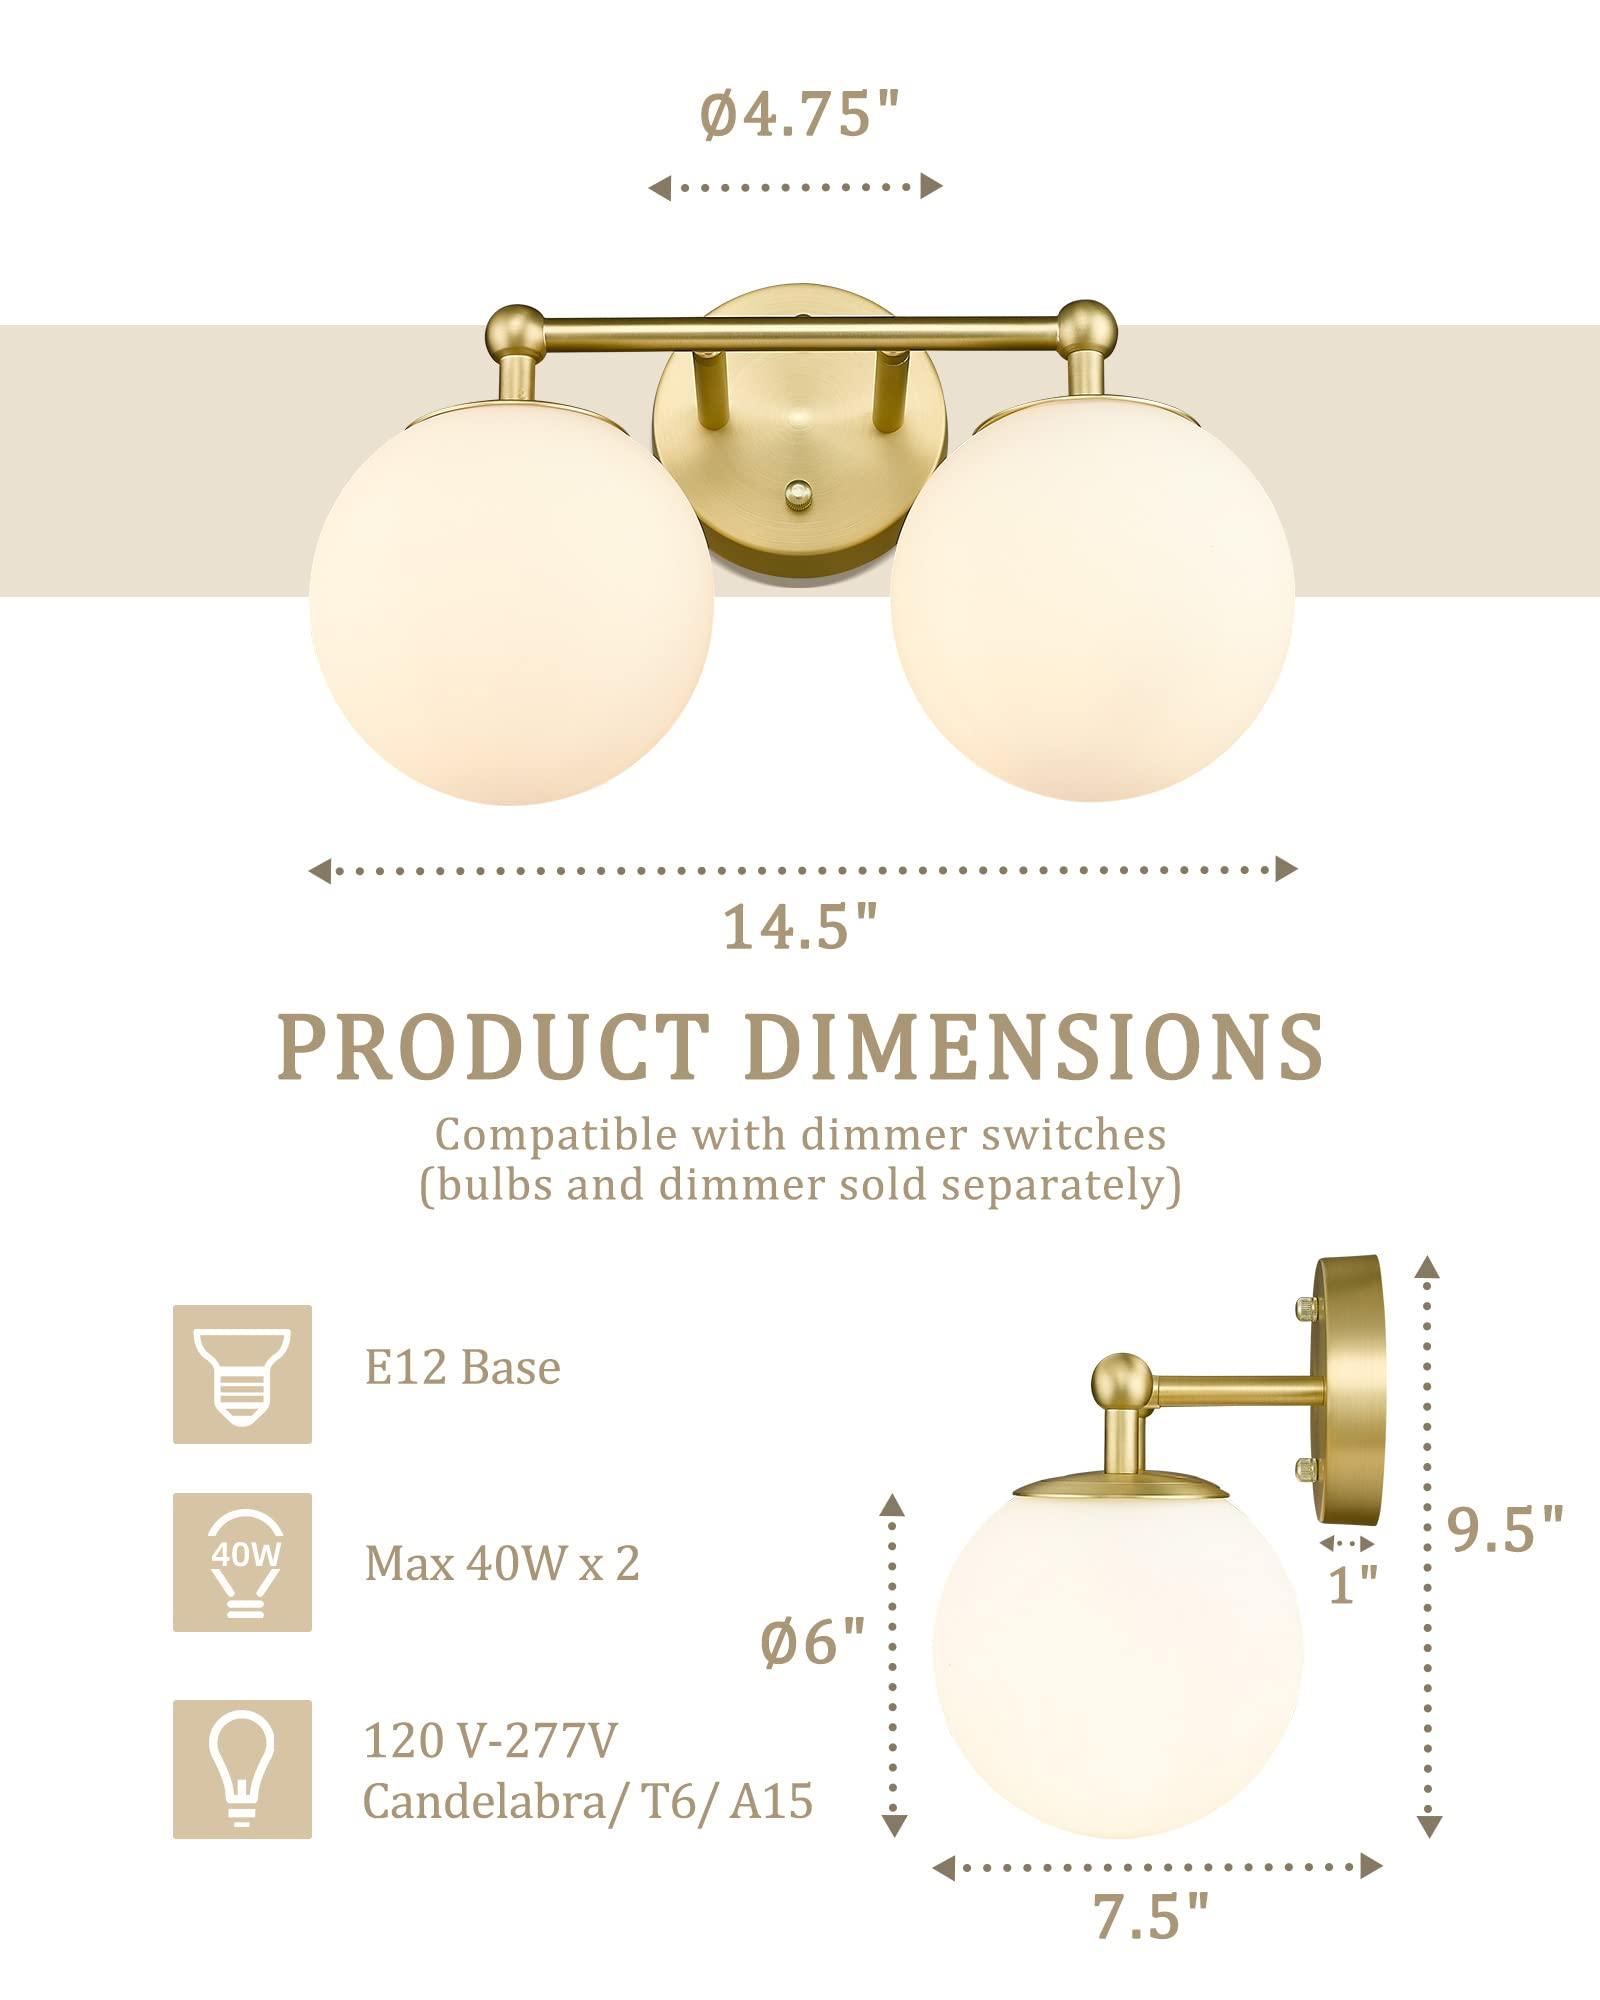 Ø4.75"
14.5"
PRODUCT DIMENSIONS
Compatible with dimmer switches
(bulbs and dimmer sold separately)
E12 Base
40W
Max 40W x 2
120 V-277V
Candelabra/ T6/ A15
9.5"
1"
Ø6"
7.5"